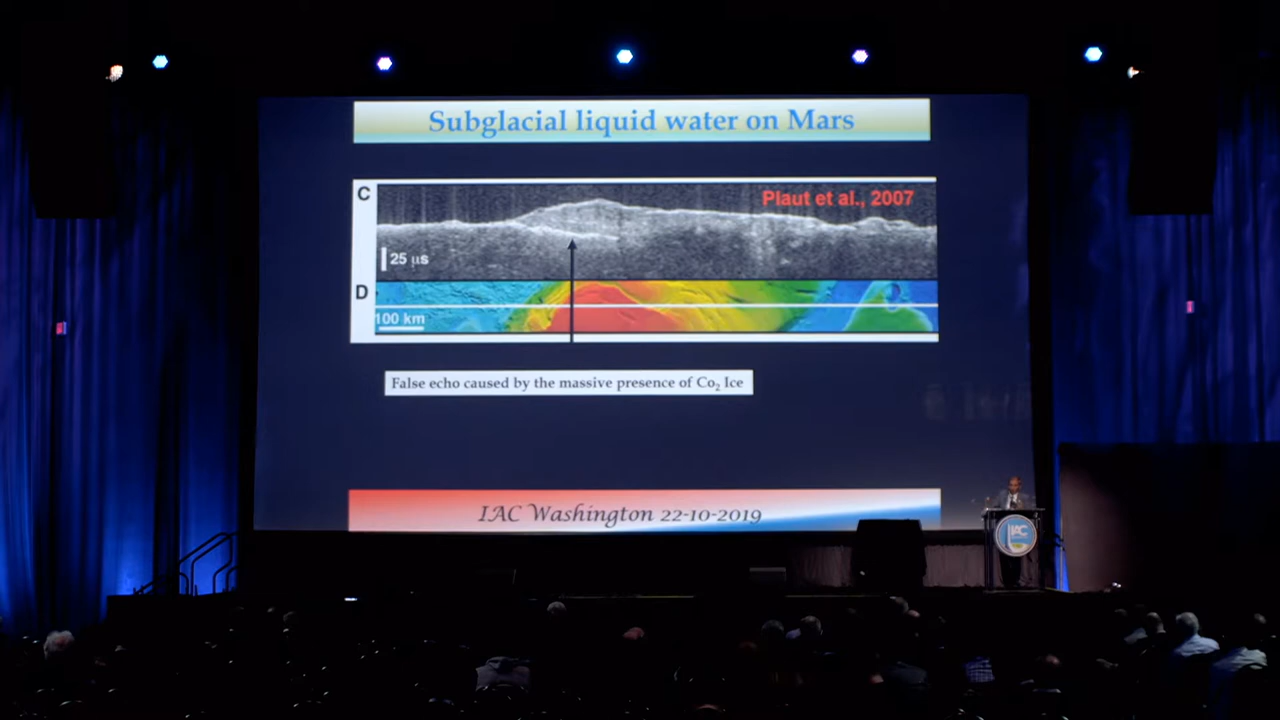 Subglacial liquid water on Mars
C
Plaut et al., 2007
25 µs
D
100 km
False echo caused by the massive presence of Co₂ Ice
IAC Washington 22-10-2019
IAC